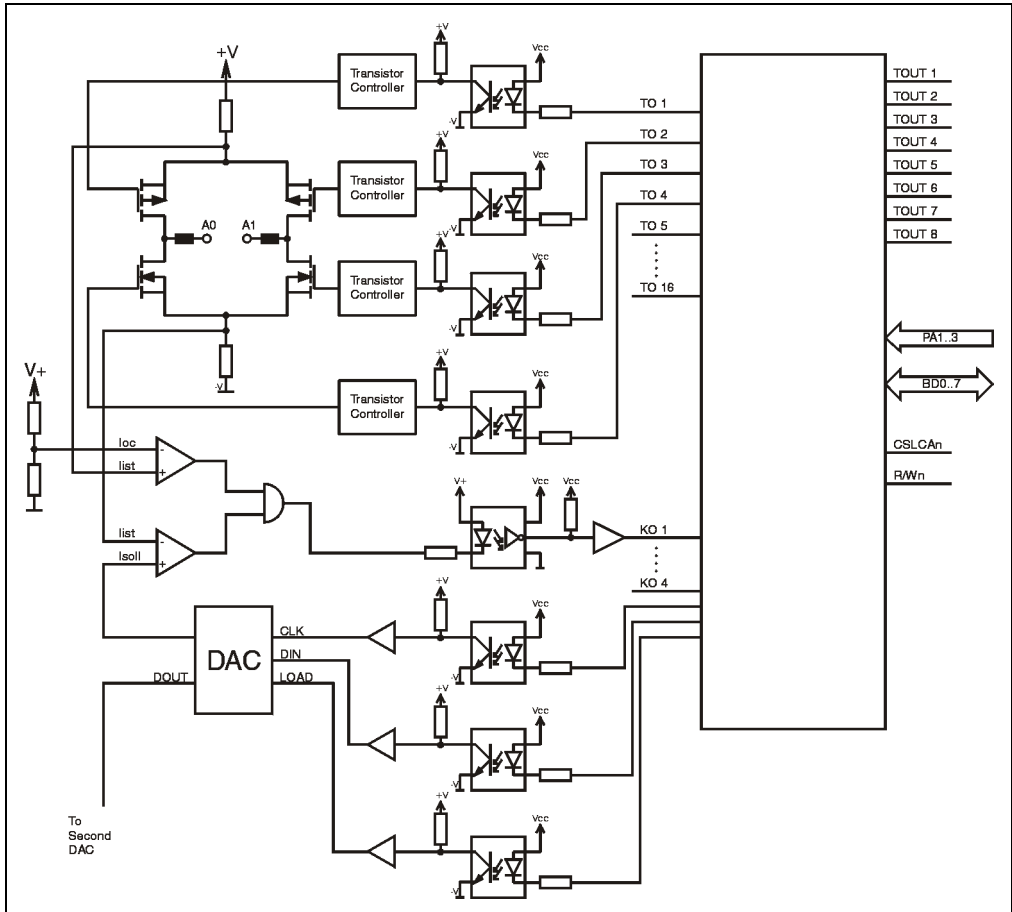 +V
Vcc
+V
Transistor
Controller
-V
TO 1
TOUT 1
TOUT 2
TOUT 3
TOUT 4
TOUT 5
TOUT 6
TOUT 7
TOUT 8
+V
Vcc
TO 2
Transistor
Controller
-V
TO 3
TO 4
A0
A1
+V
Vcc
TO 5
Transistor
Controller
-V
TO 16
PA1..3
BD0..7
-V
V+
+V
Vcc
Transistor
Controller
-V
Ioc
Iist
CSLCAn
R/Wn
V+
Vcc
Vcc
KO 1
KO 4
Iist
Isoll
+V
Vcc
-V
DAC
CLK
DIN
LOAD
DOUT
+V
Vcc
-V
+V
Vcc
-V
To
Second
DAC